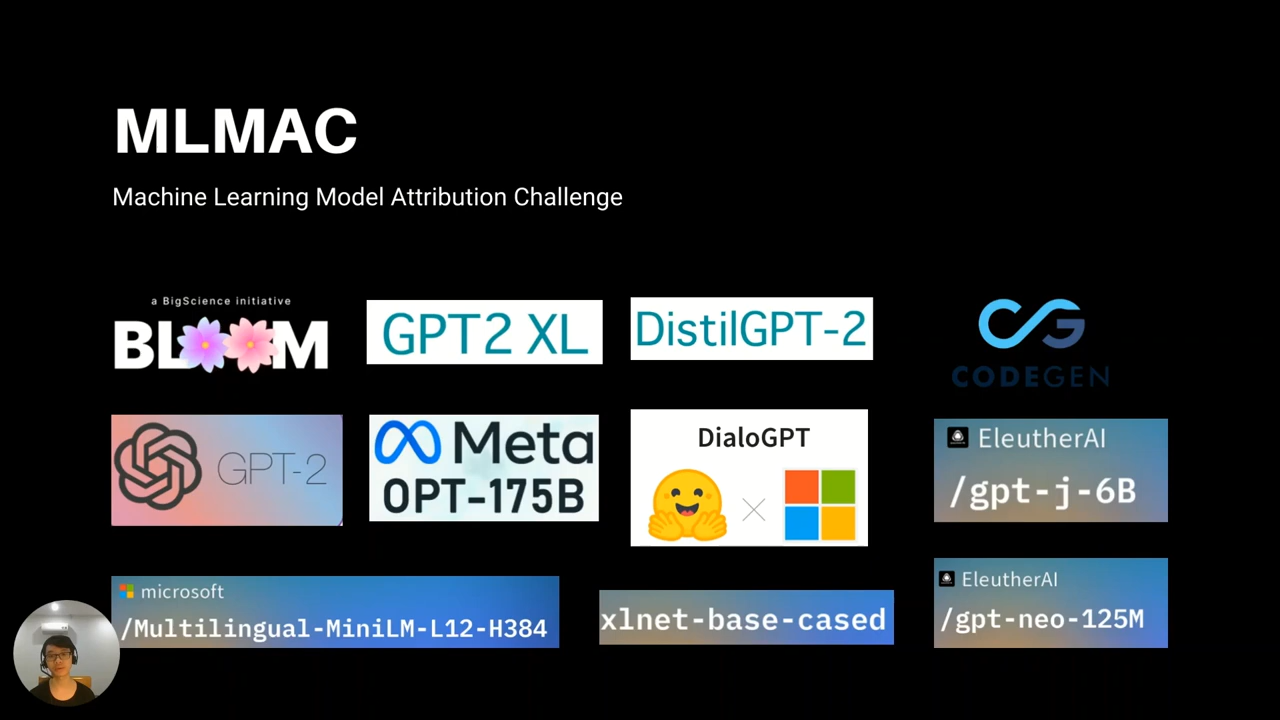 MLMAC
Machine Learning Model Attribution Challenge
a BigScience initiative
BLOOM
GPT2 XL
DistilGPT-2
CG
CODEGEN
GPT-2
Meta
OPT-175B
DialoGPT
EleutherAI
/gpt-j-6B
microsoft
/Multilingual-MiniLM-L12-H384
xlnet-base-cased
EleutherAI
/gpt-neo-125M